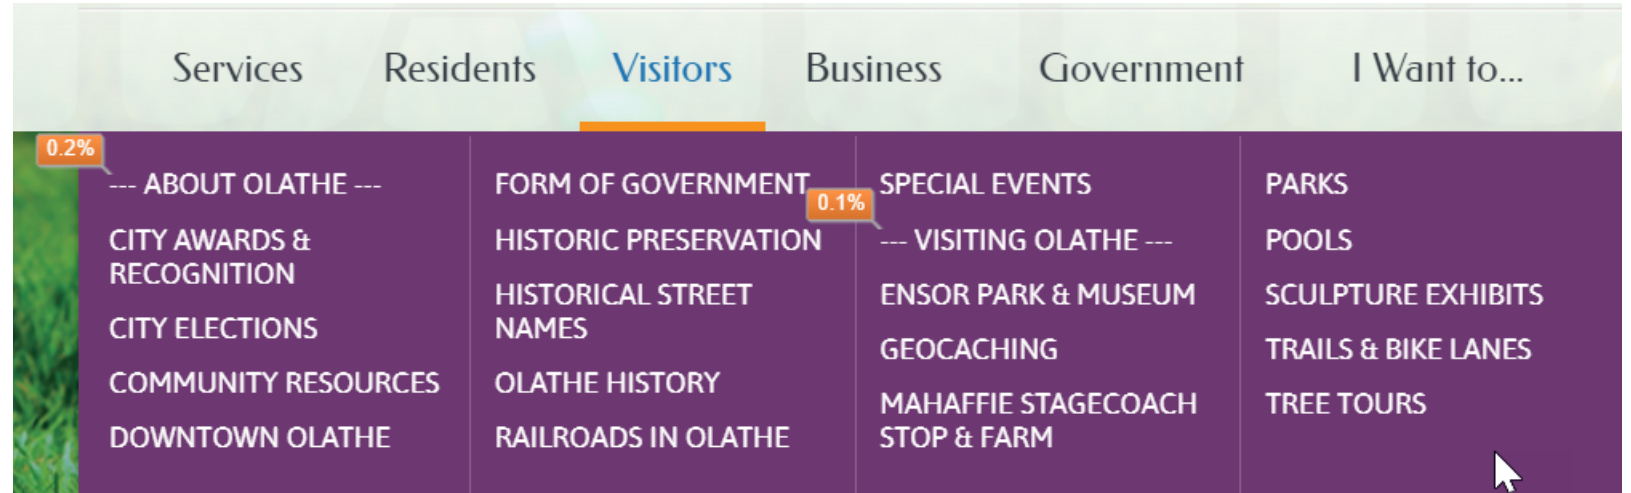 Services Residents Visitors Business Government I Want to...
0.2%
--- ABOUT OLATHE ---
CITY AWARDS &
RECOGNITION
CITY ELECTIONS
COMMUNITY RESOURCES
DOWNTOWN OLATHE
FORM OF GOVERNMENT
HISTORIC PRESERVATION
HISTORICAL STREET
NAMES
OLATHE HISTORY
RAILROADS IN OLATHE
SPECIAL EVENTS
0.1%
--- VISITING OLATHE ---
ENSOR PARK & MUSEUM
GEOCACHING
MAHAFFIE STAGECOACH
STOP & FARM
PARKS
POOLS
SCULPTURE EXHIBITS
TRAILS & BIKE LANES
TREE TOURS